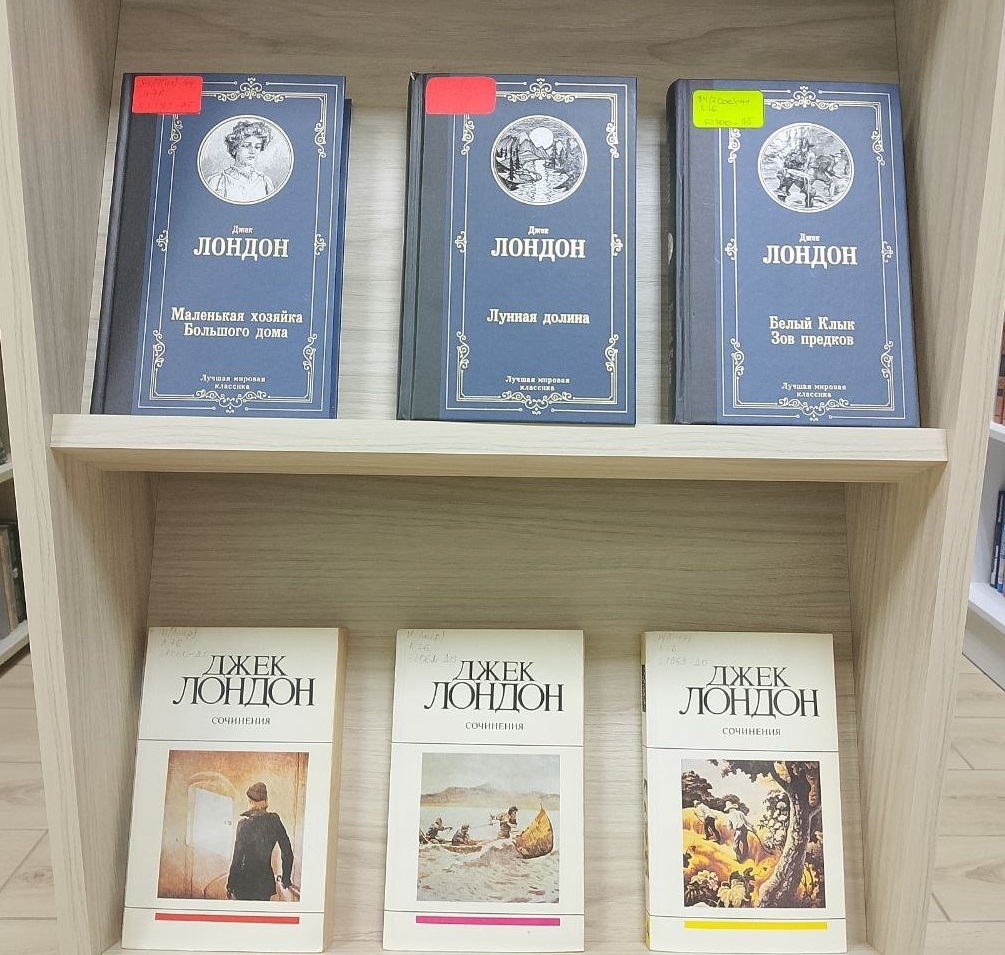 Джек
ЛОНДОН
Маленькая хозяйка
Большого дома
Лучшая мировая
классика
Джек
ЛОНДОН
Лунная долина
Лучшая мировая
классика
Джек
ЛОНДОН
Белый Клык
Зов предков
Лучшая мировая
классика
ДЖЕК
ЛОНДОН
СОЧИНЕНИЯ
ДЖЕК
ЛОНДОН
СОЧИНЕНИЯ
ДЖЕК
ЛОНДОН
СОЧИНЕНИЯ